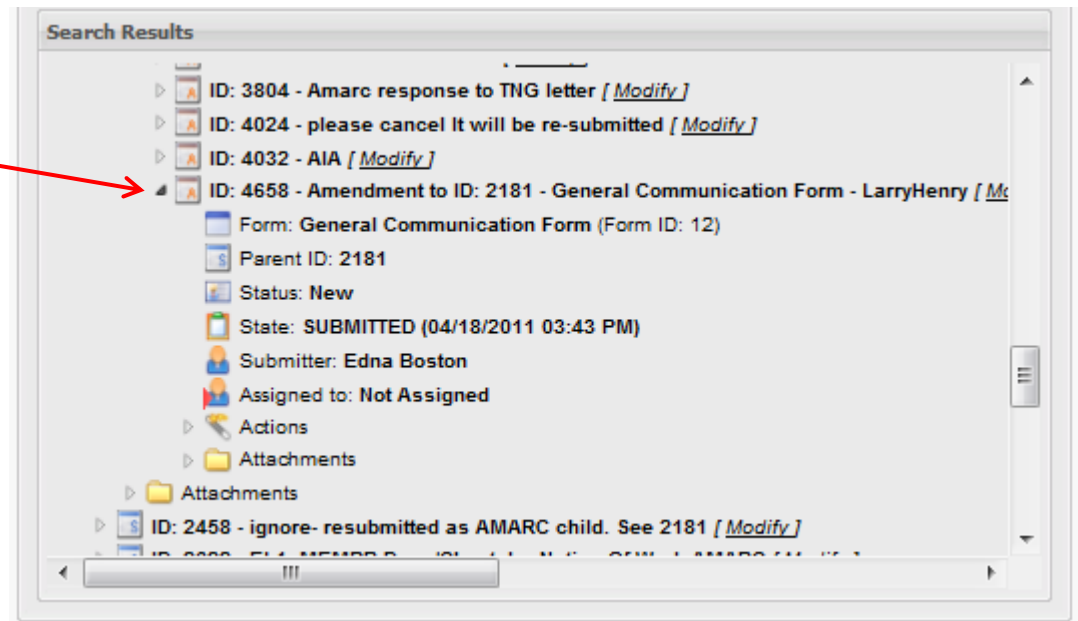 Search Results
ID: 3804 - Amarc response to TNG letter [ Modify ]
ID: 4024 - please cancel It will be re-submitted [ Modify ]
ID: 4032 - AIA [ Modify ]
ID: 4658 - Amendment to ID: 2181 - General Communication Form - LarryHenry [
Form: General Communication Form (Form ID: 12)
Parent ID: 2181
Status: New
State: SUBMITTED (04/18/2011 03:43 PM)
Submitter: Edna Boston
Assigned to: Not Assigned
Actions
Attachments
Attachments
ID: 2458 - ignore- resubmitted as AMARC child. See 2181 [ Modify ]